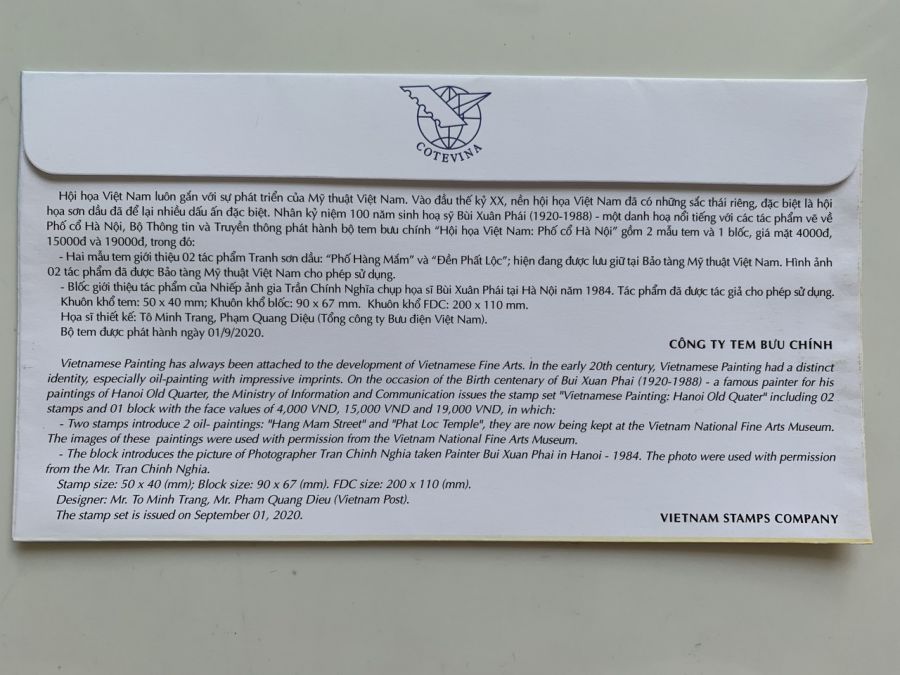 COTEVINA
Hội họa Việt Nam luôn gắn với sự phát triển của Mỹ thuật Việt Nam. Vào đầu thế kỷ XX, nền hội họa Việt Nam đã có những sắc thái riêng, đặc biệt là hội
họa sơn dầu đã để lại nhiều dấu ấn đặc biệt. Nhân kỷ niệm 100 năm sinh hoạ sỹ Bùi Xuân Phái (1920-1988) - một danh hoạ nổi tiếng với các tác phẩm vẽ về
Phố cổ Hà Nội, Bộ Thông tin và Truyền thông phát hành bộ tem bưu chính "Hội họa Việt Nam: Phố cổ Hà Nội" gồm 2 mẫu tem và 1 blốc, giá mặt 4000đ,
15000đ và 19000đ, trong đó:
- Hai mẫu tem giới thiệu 02 tác phẩm Tranh sơn dầu: "Phố Hàng Mắm" và "Đền Phất Lộc"; hiện đang được lưu giữ tại Bảo tàng Mỹ thuật Việt Nam. Hình ảnh
02 tác phẩm đã được Bảo tàng Mỹ thuật Việt Nam cho phép sử dụng.
- Blốc giới thiệu tác phẩm của Nhiếp ảnh gia Trần Chính Nghĩa chụp họa sĩ Bùi Xuân Phái tại Hà Nội năm 1984. Tác phẩm đã được tác giả cho phép sử dụng.
Khuôn khổ tem: 50 x 40 mm; Khuôn khổ blốc: 90 x 67 mm. Khuôn khổ FDC: 200 x 110 mm.
Họa sĩ thiết kế: Tô Minh Trang, Phạm Quang Diệu (Tổng công ty Bưu điện Việt Nam).
Bộ tem được phát hành ngày 01/9/2020.
CÔNG TY TEM BƯU CHÍNH
Vietnamese Painting has always been attached to the development of Vietnamese Fine Arts. In the early 20th century, Vietnamese Painting had a distinct
identity, especially oil-painting with impressive imprints. On the occasion of the Birth centenary of Bui Xuan Phai (1920-1988) - a famous painter for his
paintings of Hanoi Old Quarter, the Ministry of Information and Communication issues the stamp set "Vietnamese Painting: Hanoi Old Quater" including 02
stamps and 01 block with the face values of 4,000 VND, 15,000 VND and 19,000 VND, in which:
- Two stamps introduce 2 oil- paintings: "Hang Mam Street" and "Phat Loc Temple", they are now being kept at the Vietnam National Fine Arts Museum.
The images of these paintings were used with permission from the Vietnam National Fine Arts Museum.
- The block introduces the picture of Photographer Tran Chinh Nghia taken Painter Bui Xuan Phai in Hanoi - 1984. The photo were used with permission
from the Mr. Tran Chinh Nghia.
Stamp size: 50 x 40 (mm); Block size: 90 x 67 (mm). FDC size: 200 x 110 (mm).
Designer: Mr. To Minh Trang, Mr. Pham Quang Dieu (Vietnam Post).
The stamp set is issued on September 01, 2020.
VIETNAM STAMPS COMPANY